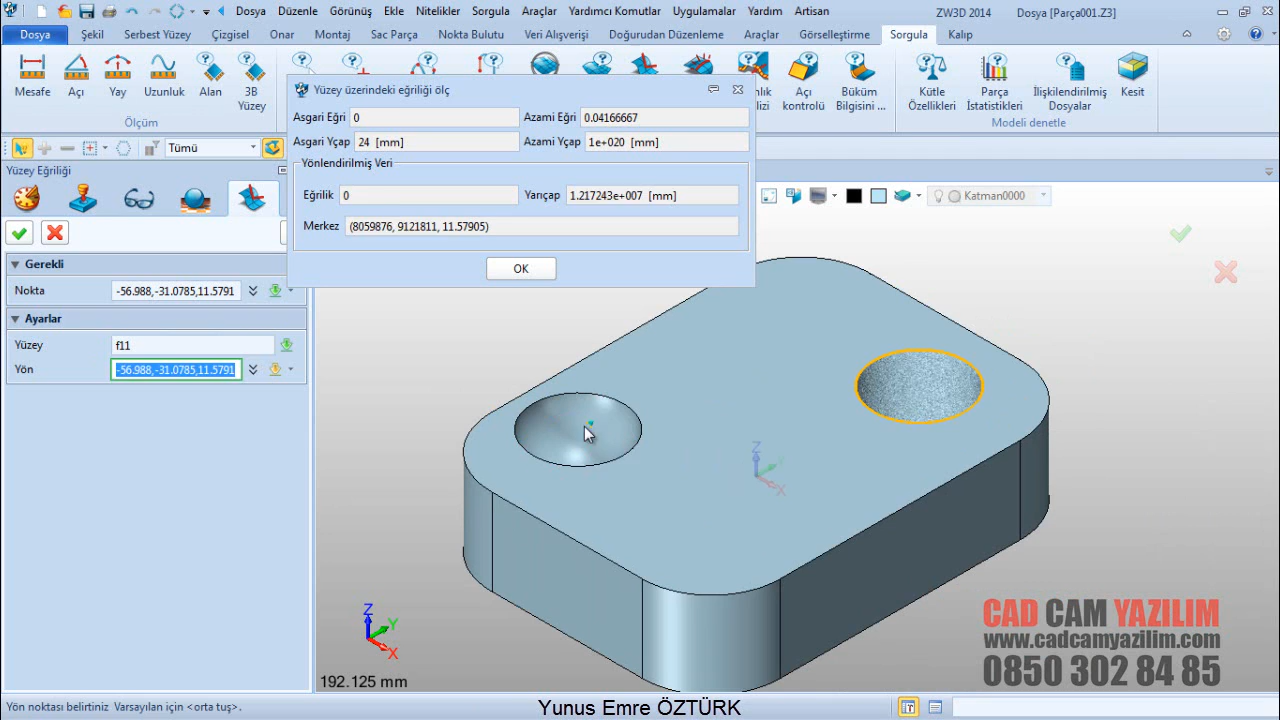 Dosya Düzenle Görünüş Ekle Nitelikler Sorgula Araçlar Yardımcı Komutlar Uygulamalar Yardım Artisan ZW3D 2014 Dosya [Parça001.Z3]
Dosya Şekil Serbest Yüzey Çizgisel Onar Montaj Sac Parça Nokta Bulutu Veri Alışverişi Doğurudan Düzenleme Araçlar Görselleştirme Sorgula Kalıp
Mesafe Açı Yay Uzunluk Alan 3B Yüzey
Açı kontrolü Büküm Bilgisini ... Kütle Özellikleri Parça İstatistikleri İlişkilendirilmiş Dosyalar Kesit
Ölçüm Modeli denetle
Tümü
Katman0000
Yüzey Eğriliği
Gerekli
Nokta -56.988,-31.0785,11.5791
Ayarlar
Yüzey f11
Yön -56.988,-31.0785,11.5791
Yüzey üzerindeki eğriliği ölç
Asgari Eğri 0 Azami Eğri 0.04166667
Asgari Yçap 24 [mm] Azami Yçap 1e+020 [mm]
Yönlendirilmiş Veri
Eğrilik 0 Yarıçap 1.217243e+007 [mm]
Merkez (8059876, 9121811, 11.57905)
OK
Z
Y
X
Z
Y
X
192.125 mm
CAD CAM YAZILIM
www.cadcamyazilim.com
0850 302 84 85
Yön noktası belirtiniz Varsayılan için <orta tuş>.
Yunus Emre ÖZTÜRK